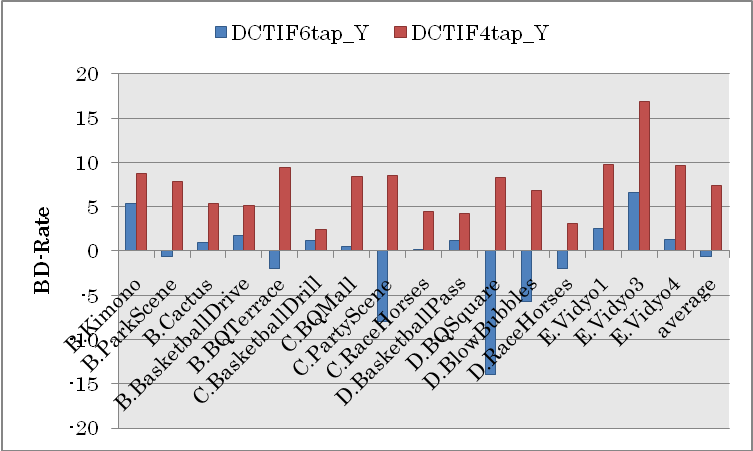 DCTIF6tap_Y DCTIF4tap_Y
20
15
10
5
0
-5
-10
-15
-20
BD-Rate
B.Kimono
B.ParkScene
B.Cactus
B.BasketballDrive
B.BQTerrace
C.BasketballDrill
C.BQMall
C.PartyScene
C.RaceHorses
D.BasketballPass
D.BQSquare
D.BlowBubbles
D.RaceHorses
E.Vidyo1
E.Vidyo3
E.Vidyo4
average